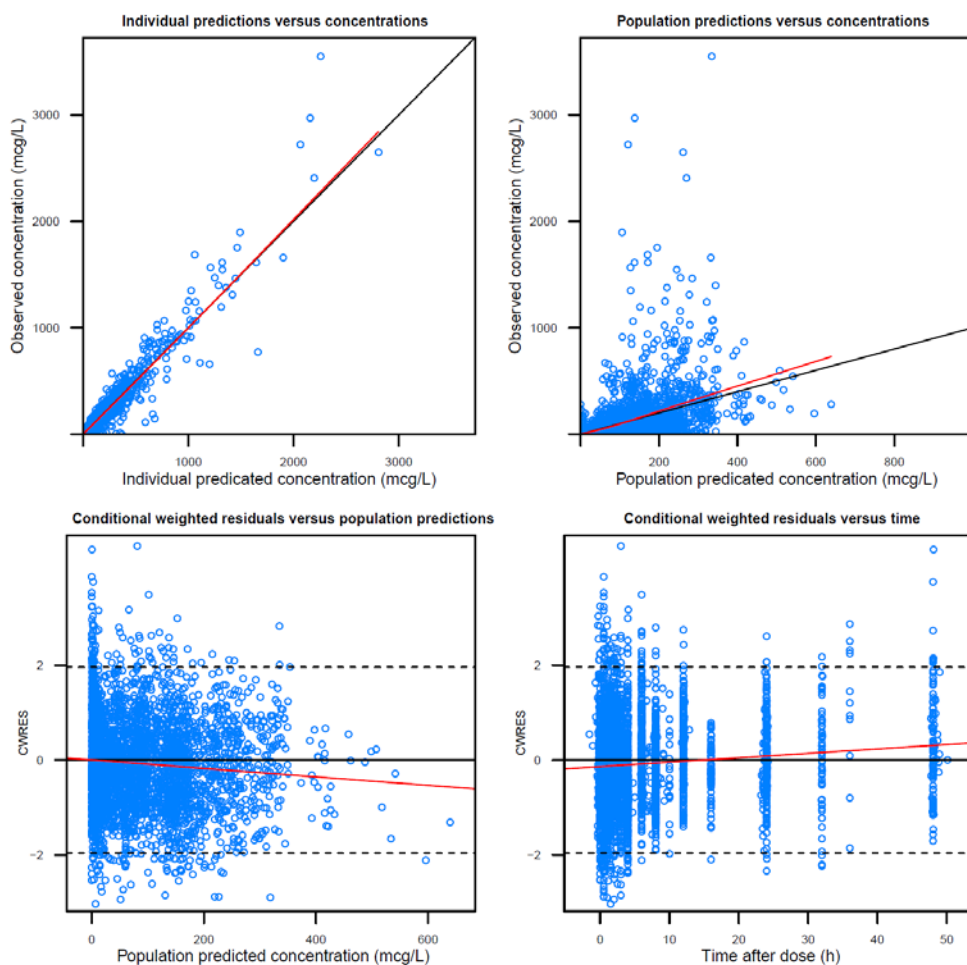 Individual predictions versus concentrations
Observed concentration (mcg/L)
3000
2000
1000
1000
2000
3000
Individual predicated concentration (mcg/L)
Population predictions versus concentrations
Observed concentration (mcg/L)
3000
2000
1000
200
400
600
800
Population predicated concentration (mcg/L)
Conditional weighted residuals versus population predictions
CWRES
2
0
−2
0
200
400
600
Population predicted concentration (mcg/L)
Conditional weighted residuals versus time
CWRES
2
0
−2
0
10
20
30
40
50
Time after dose (h)